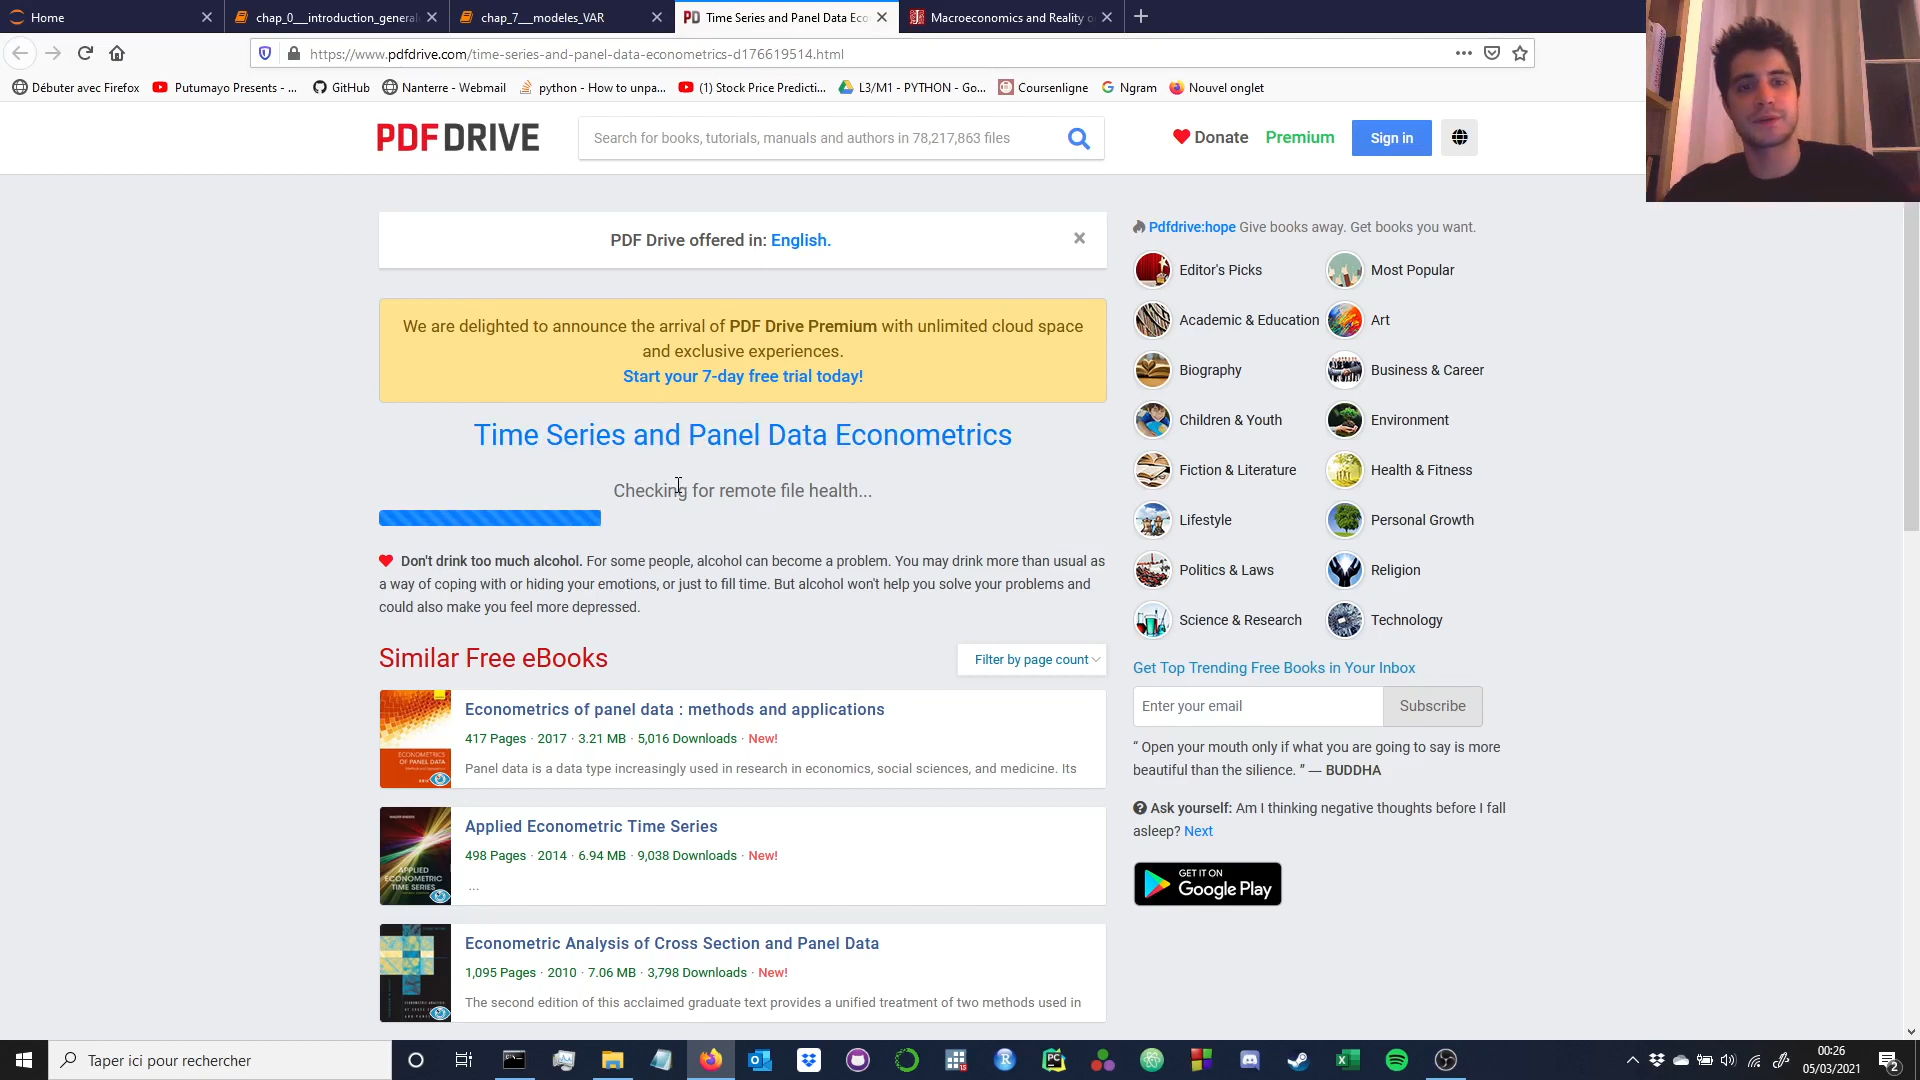 Home
chap_0__introduction_general
chap_7__modeles_VAR
Time Series and Panel Data Eco
Macroeconomics and Reality o
https://www.pdfdrive.com/time-series-and-panel-data-econometrics-d176619514.html
Débuter avec Firefox
Putumayo Presents - ...
GitHub
Nanterre - Webmail
python - How to unpa...
(1) Stock Price Predicti...
L3/M1 - PYTHON - Go...
Coursenligne
Ngram
Nouvel onglet
PDFDRIVE
Search for books, tutorials, manuals and authors in 78,217,863 files
Donate
Premium
Sign in
PDF Drive offered in: English.
We are delighted to announce the arrival of PDF Drive Premium with unlimited cloud space
and exclusive experiences.
Start your 7-day free trial today!
Time Series and Panel Data Econometrics
Checking for remote file health...
Don't drink too much alcohol. For some people, alcohol can become a problem. You may drink more than usual as
a way of coping with or hiding your emotions, or just to fill time. But alcohol won't help you solve your problems and
could also make you feel more depressed.
Similar Free eBooks
Filter by page count
Econometrics of panel data : methods and applications
417 Pages · 2017 · 3.21 MB · 5,016 Downloads · New!
Panel data is a data type increasingly used in research in economics, social sciences, and medicine. Its
ECONOMETRICS
OF PANEL DATA
Applied Econometric Time Series
498 Pages · 2014 · 6.94 MB · 9,038 Downloads · New!
...
APPLIED
ECONOMETRIC
TIME SERIES
Econometric Analysis of Cross Section and Panel Data
1,095 Pages · 2010 · 7.06 MB · 3,798 Downloads · New!
The second edition of this acclaimed graduate text provides a unified treatment of two methods used in
Pdfdrive:hope Give books away. Get books you want.
Editor's Picks
Most Popular
Academic & Education
Art
Biography
Business & Career
Children & Youth
Environment
Fiction & Literature
Health & Fitness
Lifestyle
Personal Growth
Politics & Laws
Religion
Science & Research
Technology
Get Top Trending Free Books in Your Inbox
Enter your email
Subscribe
“ Open your mouth only if what you are going to say is more
beautiful than the silience. ” — BUDDHA
Ask yourself: Am I thinking negative thoughts before I fall
asleep? Next
GET IT ON
Google Play
Taper ici pour rechercher
00:26
05/03/2021
2